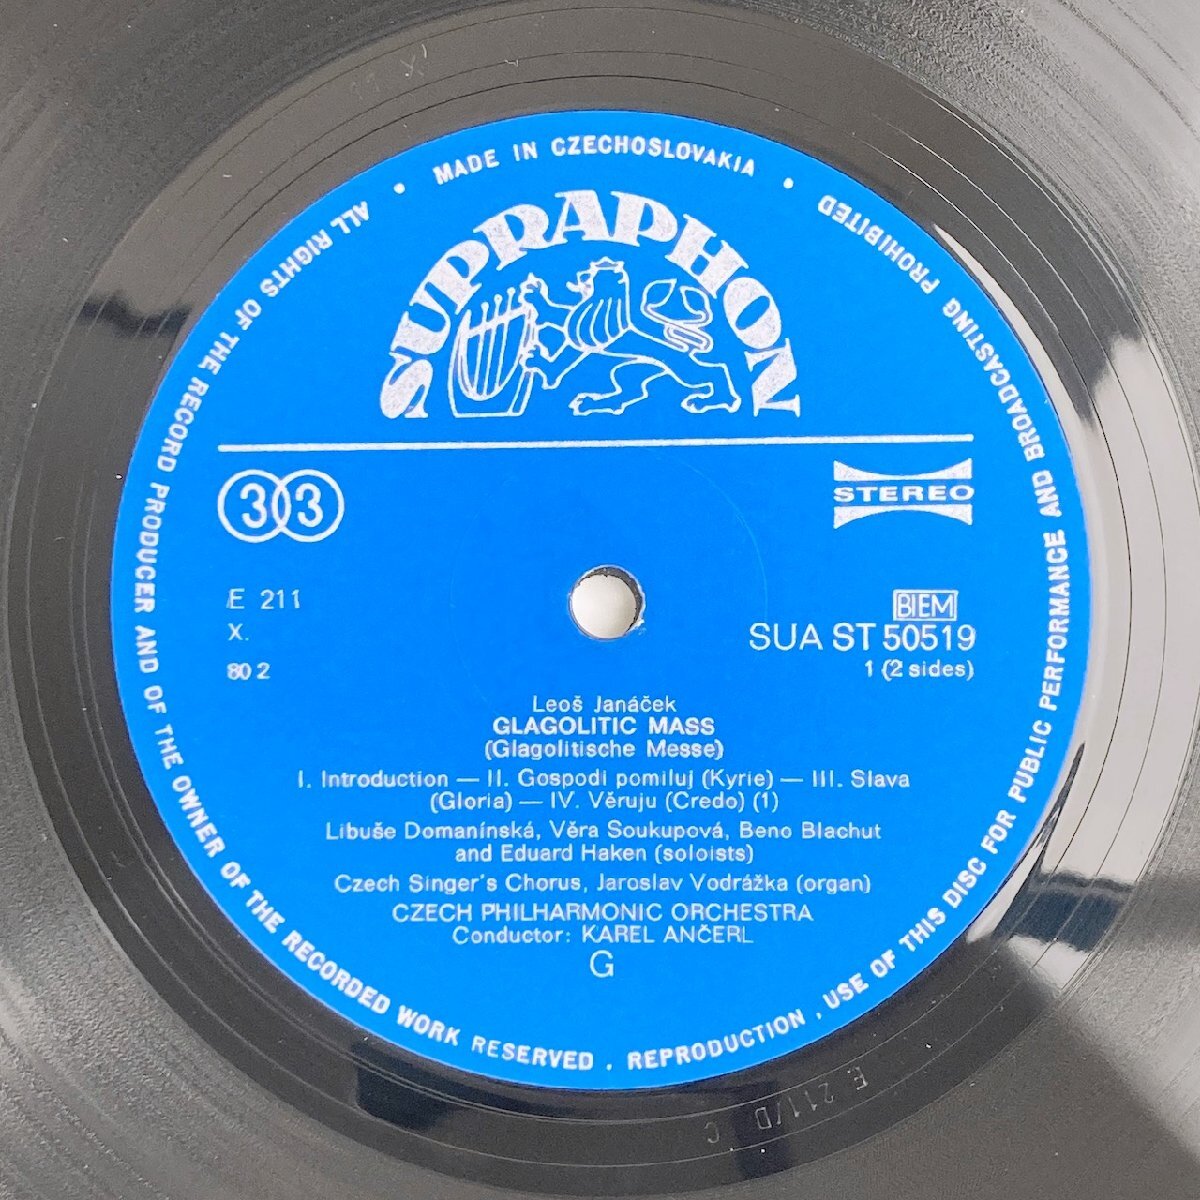 MADE IN CZECHOSLOVAKIA
ALL RIGHTS OF THE RECORD PRODUCER AND OF THE OWNER OF THE RECORDED WORK RESERVED . REPRODUCTION , USE OF THIS DISC FOR PUBLIC PERFORMANCE AND BROADCASTING PROHIBITED
SUPRAPHON
33
STEREO
E 211
X.
80 2
BIEM
SUA ST 50519
1 (2 sides)
Leoš Janáček
GLAGOLITIC MASS
(Glagolitische Messe)
I. Introduction — II. Gospodi pomiluj (Kyrie) — III. Slava
(Gloria) — IV. Věruju (Credo) (1)
Libuše Domanínská, Věra Soukupová, Beno Blachut
and Eduard Haken (soloists)
Czech Singer's Chorus, Jaroslav Vodrážka (organ)
CZECH PHILHARMONIC ORCHESTRA
Conductor: KAREL ANČERL
G
E 211/D C